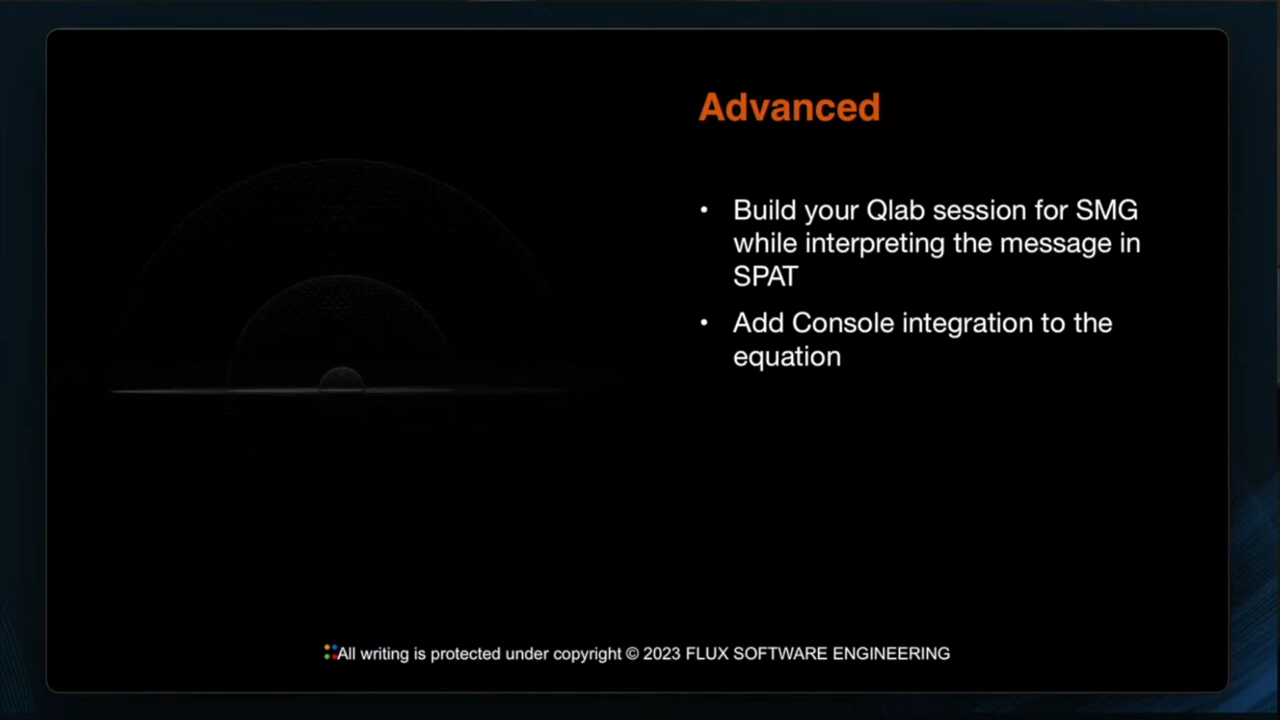 Advanced
• Build your Qlab session for SMG
while interpreting the message in
SPAT
• Add Console integration to the
equation
All writing is protected under copyright © 2023 FLUX SOFTWARE ENGINEERING